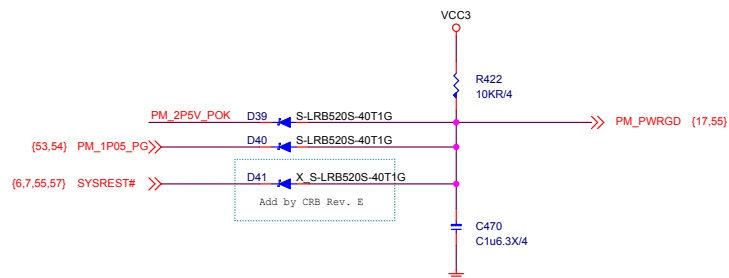 VCC3
R422
10KR/4
PM_2P5V_POK D39 S-LRB520S-40T1G
PM_PWRGD {17,55}
{53,54} PM_1P05_PG D40 S-LRB520S-40T1G
{6,7,55,57} SYSREST# D41 X_S-LRB520S-40T1G
Add by CRB Rev. E
C470
C1u6.3X/4